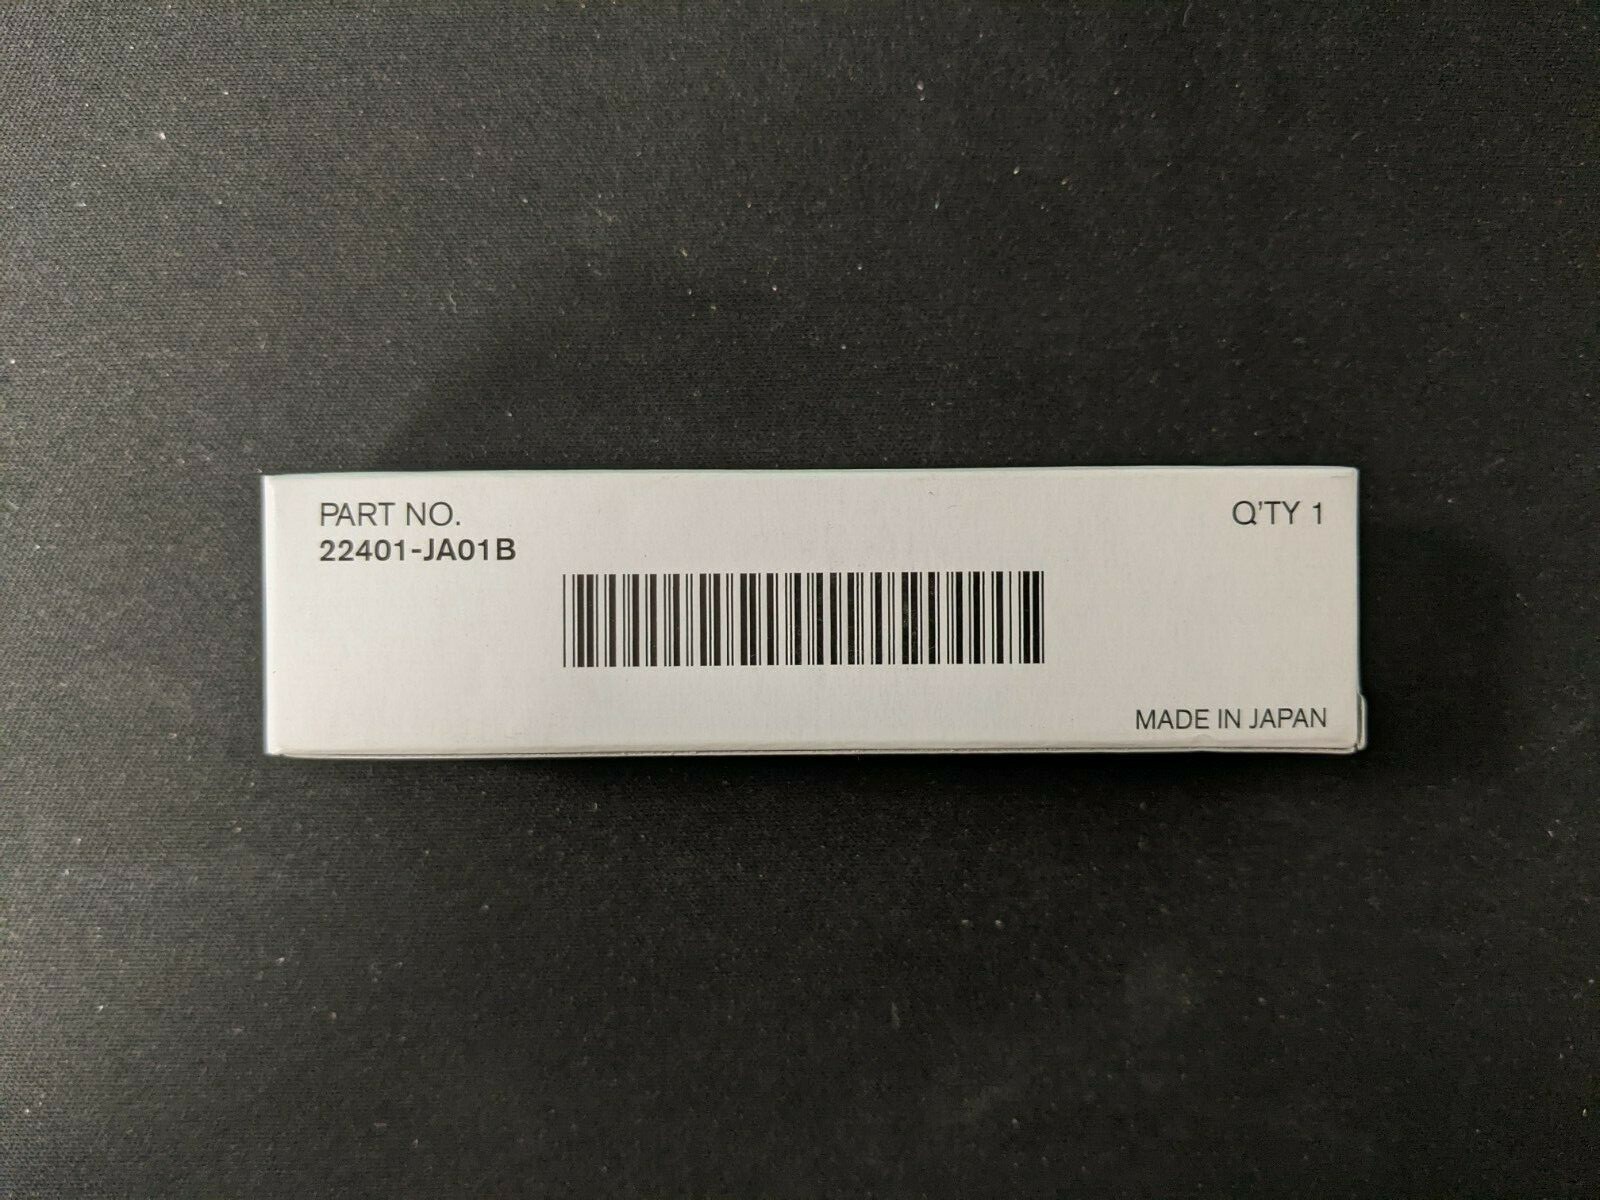 PART NO.
22401-JA01B
Q'TY 1
MADE IN JAPAN